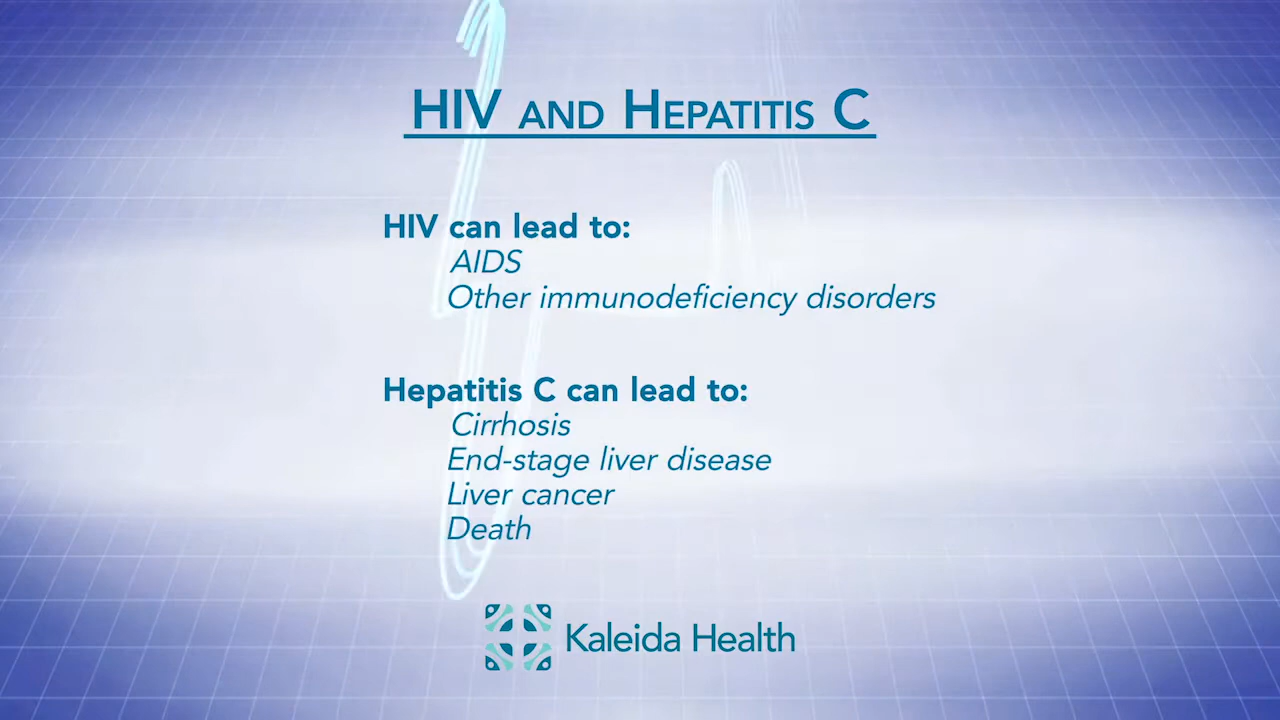 HIV AND HEPATITIS C
HIV can lead to:
AIDS
Other immunodeficiency disorders
Hepatitis C can lead to:
Cirrhosis
End-stage liver disease
Liver cancer
Death
Kaleida Health